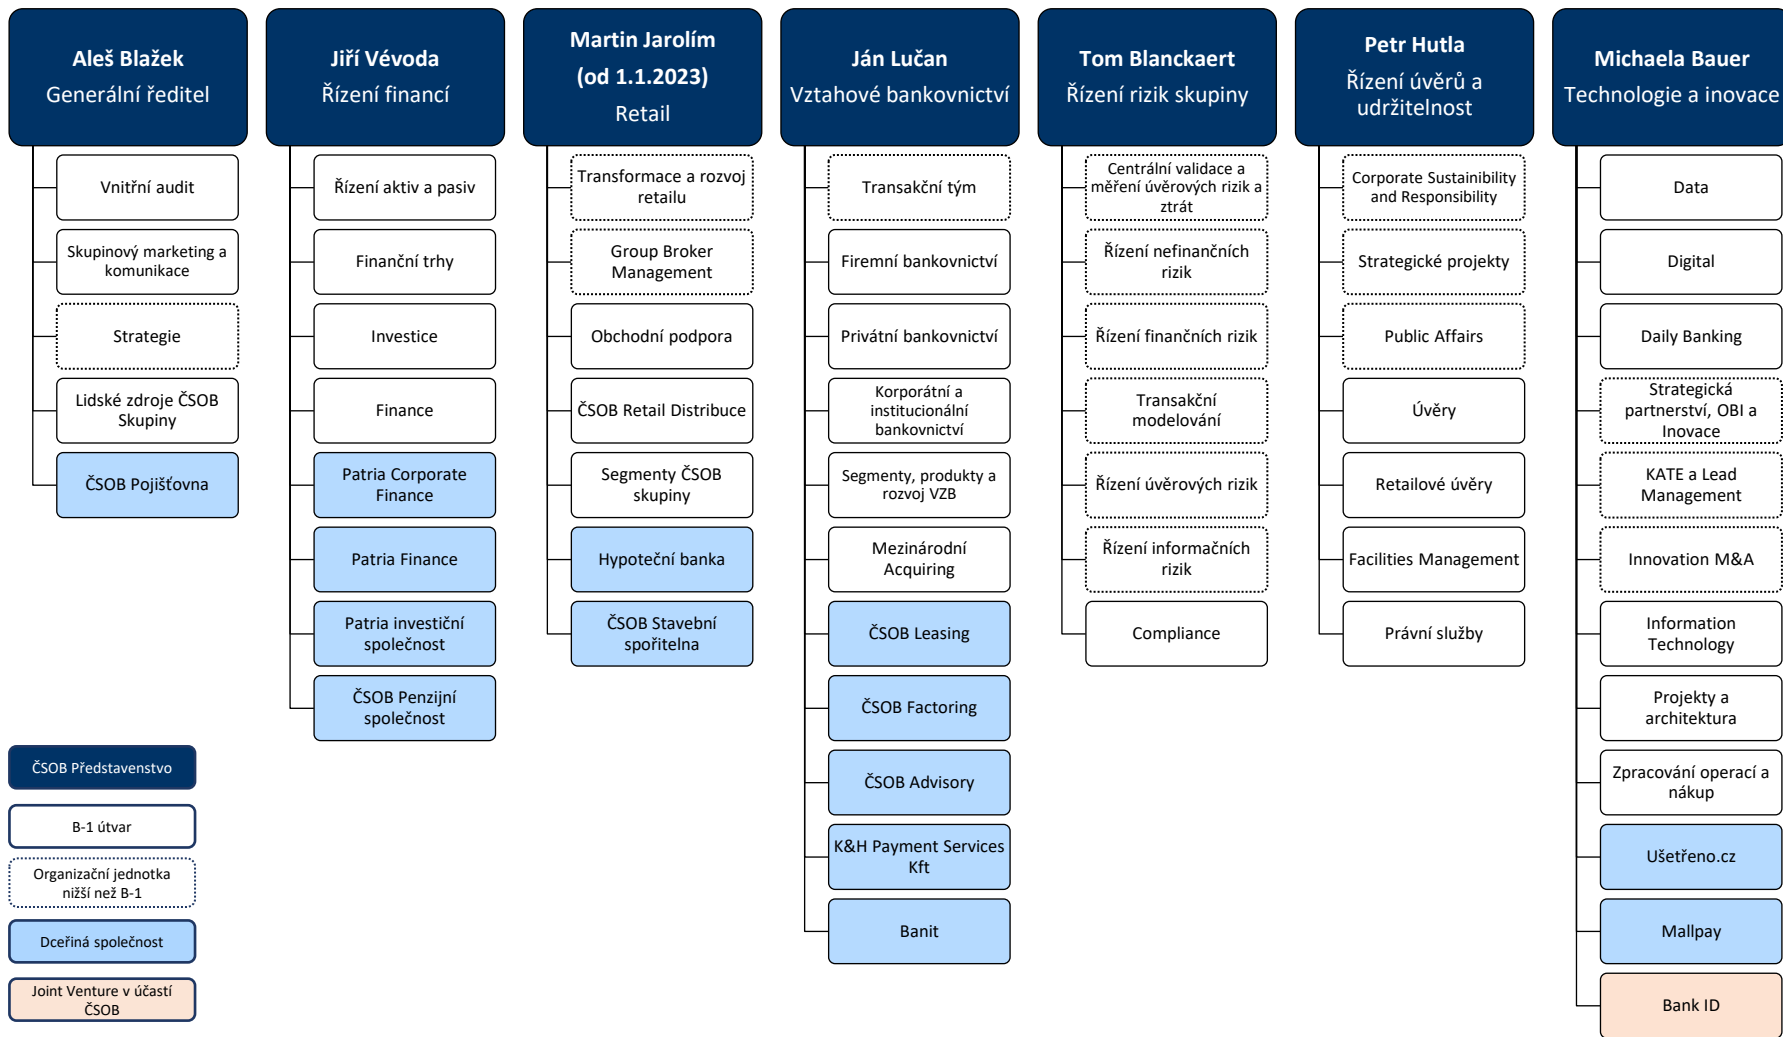 Aleš Blažek
Generální ředitel
Vnitřní audit
Skupinový marketing a
komunikace
Strategie
Lidské zdroje ČSOB
Skupiny
ČSOB Pojišťovna
Jiří Vévoda
Řízení financí
Řízení aktiv a pasiv
Finanční trhy
Investice
Finance
Patria Corporate
Finance
Patria Finance
Patria investiční
společnost
ČSOB Penzijní
společnost
Martin Jarolím
(od 1.1.2023)
Retail
Transformace a rozvoj
retailu
Group Broker
Management
Obchodní podpora
ČSOB Retail Distribuce
Segmenty ČSOB
skupiny
Hypoteční banka
ČSOB Stavební
spořitelna
Ján Lučan
Vztahové bankovnictví
Transakční tým
Firemní bankovnictví
Privátní bankovnictví
Korporátní a
institucionální
bankovnictví
Segmenty, produkty a
rozvoj VZB
Mezinárodní
Acquiring
ČSOB Leasing
ČSOB Factoring
ČSOB Advisory
K&H Payment Services
Kft
Banit
Tom Blanckaert
Řízení rizik skupiny
Centrální validace a
měření úvěrových rizik a
ztrát
Řízení nefinančních
rizik
Řízení finančních rizik
Transakční
modelování
Řízení úvěrových rizik
Řízení informačních
rizik
Compliance
Petr Hutla
Řízení úvěrů a
udržitelnost
Corporate Sustainibility
and Responsibility
Strategické projekty
Public Affairs
Úvěry
Retailové úvěry
Facilities Management
Právní služby
Michaela Bauer
Technologie a inovace
Data
Digital
Daily Banking
Strategická
partnerství, OBI a
Inovace
KATE a Lead
Management
Innovation M&A
Information
Technology
Projekty a
architektura
Zpracování operací a
nákup
Ušetřeno.cz
Mallpay
Bank ID
ČSOB Představenstvo
B-1 útvar
Organizační jednotka
nižší než B-1
Dceřiná společnost
Joint Venture v účastí
ČSOB